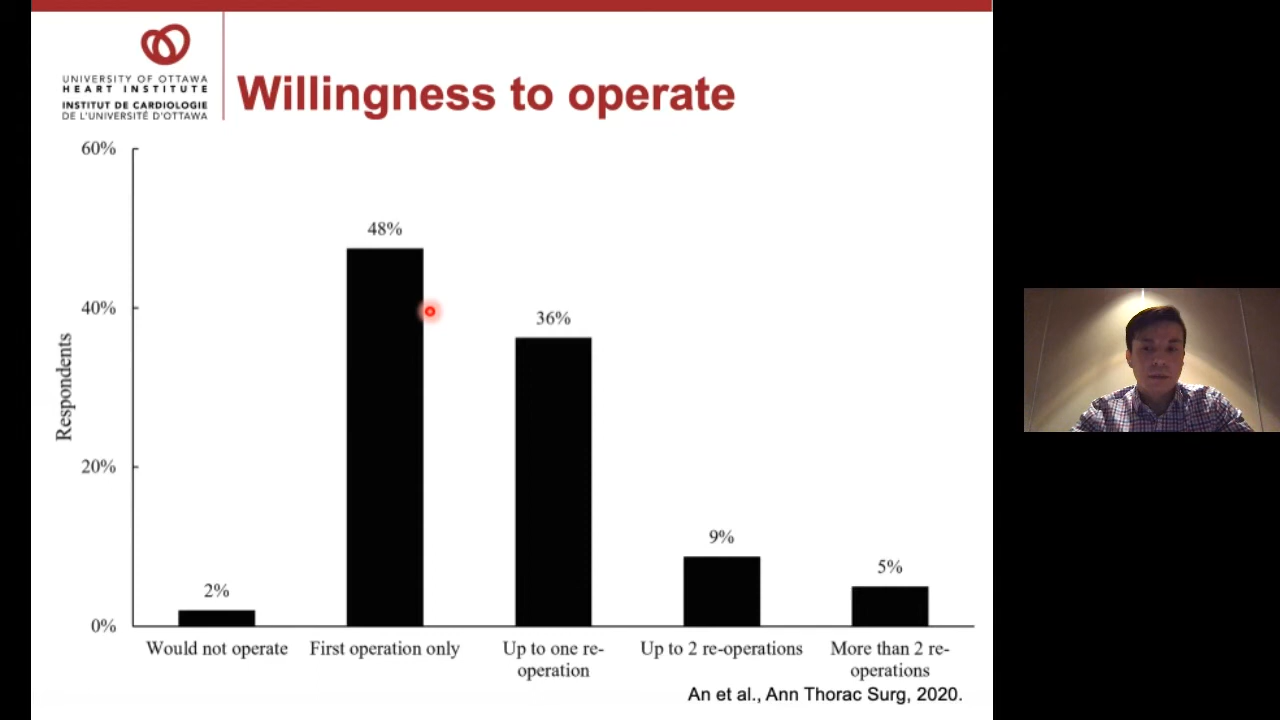 UNIVERSITY OF OTTAWA
HEART INSTITUTE
INSTITUT DE CARDIOLOGIE
DE L'UNIVERSITÉ D'OTTAWA
Willingness to operate
60%
40%
20%
0%
Respondents
2%
48%
36%
9%
5%
Would not operate
First operation only
Up to one re-
operation
Up to 2 re-operations
More than 2 re-
operations
An et al., Ann Thorac Surg, 2020.